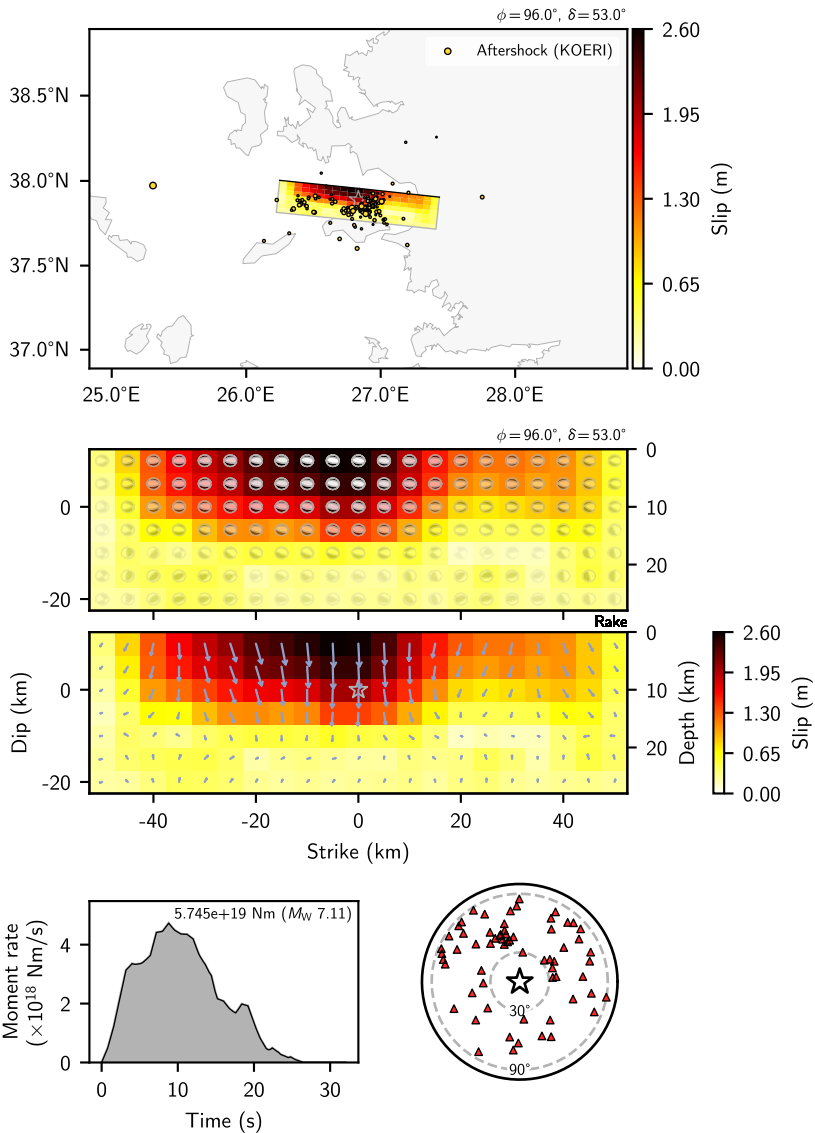 ϕ = 96.0°, δ = 53.0°
Aftershock (KOERI)
38.5°N
38.0°N
37.5°N
37.0°N
25.0°E 26.0°E 27.0°E 28.0°E
2.60
1.95
1.30
0.65
0.00
Slip (m)
ϕ = 96.0°, δ = 53.0°
0
-20
0
10
20
Rake
0
-20
Dip (km)
0
10
20
Depth (km)
-40 -20 0 20 40
Strike (km)
2.60
1.95
1.30
0.65
0.00
Slip (m)
5.745e+19 Nm (M_W 7.11)
4
2
0
Moment rate
(×10^18 Nm/s)
0 10 20 30
Time (s)
30°
90°